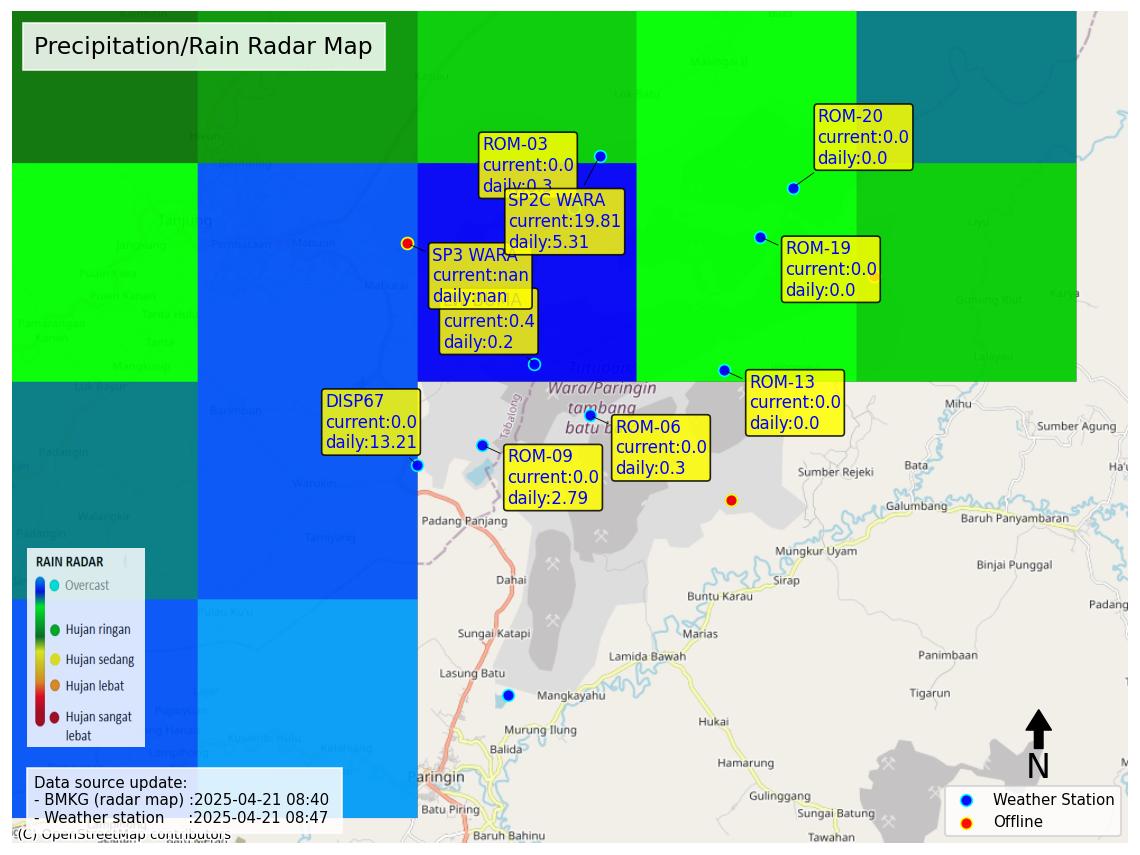 Precipitation/Rain Radar Map
ROM-20
current:0.0
daily:0.0
ROM-03
current:0.0
daily:0.3
SP2C WARA
current:19.81
daily:5.31
SP3 WARA
current:nan
daily:nan
current:0.4
daily:0.2
ROM-19
current:0.0
daily:0.0
ROM-13
current:0.0
daily:0.0
DISP67
current:0.0
daily:13.21
ROM-06
current:0.0
daily:0.3
ROM-09
current:0.0
daily:2.79
Tanjung
Maburai
Barimbun
Warukin
Tamiyang
Tabalong
Tutupan
Wara/Paringin
tambang
batu
Mihu
Sumber Agung
Bata
Sumber Rejeki
Galumbang
Baruh Panyambaran
Padang Panjang
Mungkur Uyam
Binjai Punggal
Dahai
Sirap
Buntu Karau
Padang
Sungai Katapi
Marias
Lamida Bawah
Panimbaan
Lasung Batu
Tigarun
Mangkayahu
Hukai
Murung Ilung
Balida
Hamarung
Paringin
Gulinggang
Batu Piring
Sungai Batung
Baruh Bahinu
Tawahan
RAIN RADAR
Overcast
Hujan ringan
Hujan sedang
Hujan lebat
Hujan sangat
lebat
N
Data source update:
- BMKG (radar map) :2025-04-21 08:40
- Weather station :2025-04-21 08:47
(C) OpenStreetMap contributors
Weather Station
Offline